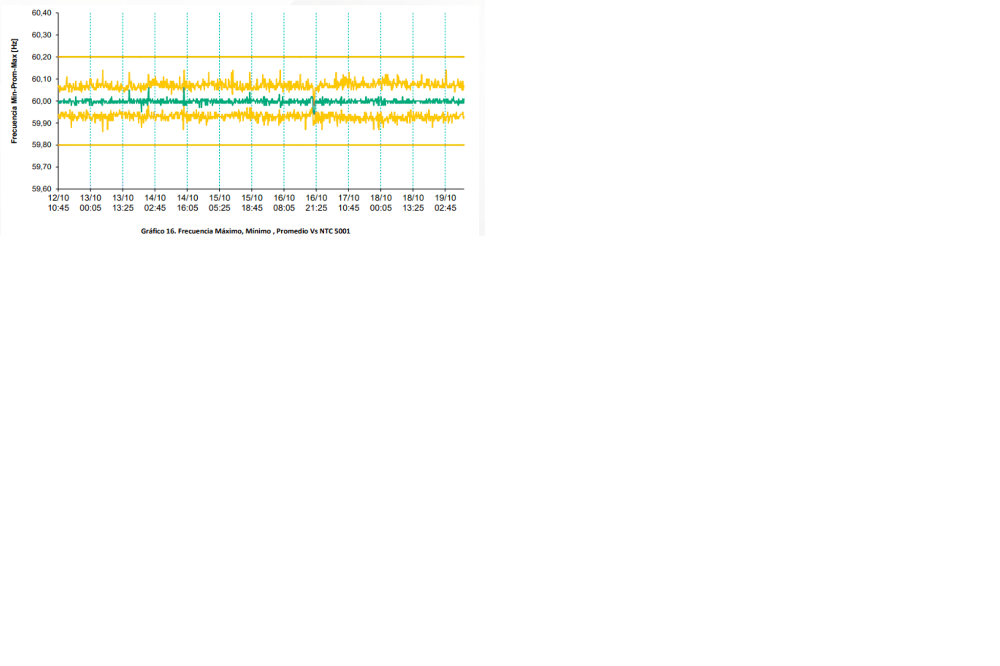 Frecuencia Min-Prom-Max [Hz]
60,40
60,30
60,20
60,10
60,00
59,90
59,80
59,70
59,60
12/10 13/10 13/10 14/10 14/10 15/10 15/10 16/10 16/10 17/10 18/10 18/10 19/10
10:45 00:05 13:25 02:45 16:05 05:25 18:45 08:05 21:25 10:45 00:05 13:25 02:45
Gráfico 16. Frecuencia Máximo, Mínimo , Promedio Vs NTC 5001